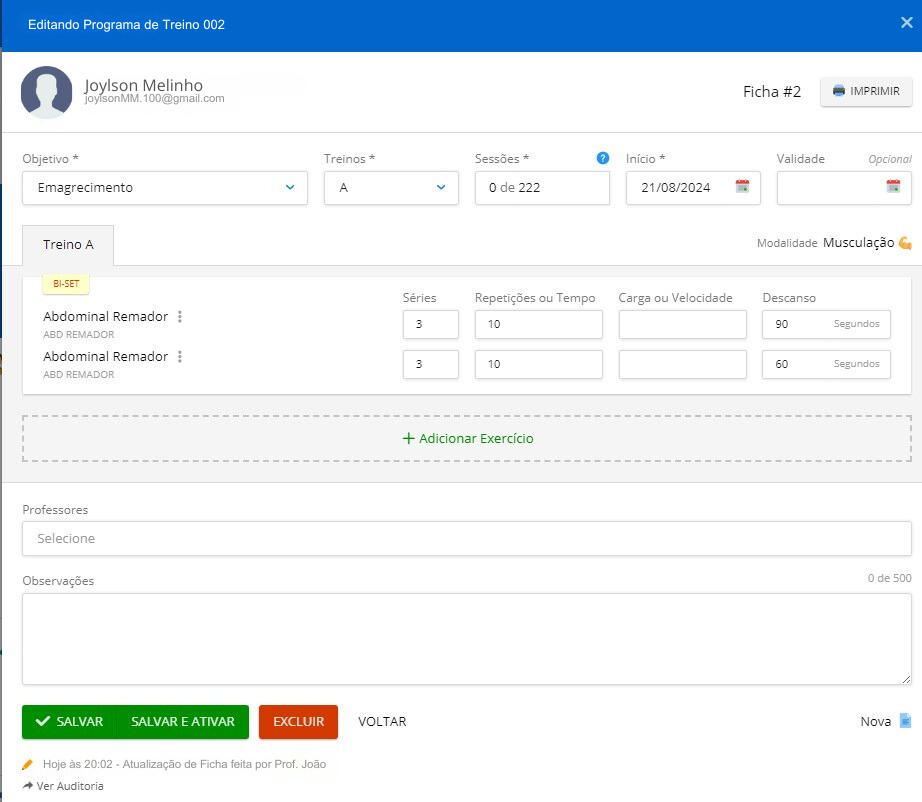 Editando Programa de Treino 002
Joylson Melinho
joylsonMM.100@gmail.com
Ficha #2
IMPRIMIR
Objetivo * Treinos * Sessões * ? Início * Validade Opcional
Emagrecimento A 0 de 222 21/08/2024
Treino A
Modalidade Musculação
BI-SET
Séries Repetições ou Tempo Carga ou Velocidade Descanso
Abdominal Remador 3 10 90 Segundos
ABD REMADOR
Abdominal Remador 3 10 60 Segundos
ABD REMADOR
+ Adicionar Exercício
Professores
Selecione
Observações 0 de 500
SALVAR SALVAR E ATIVAR EXCLUIR VOLTAR Nova
Hoje às 20:02 - Atualização de Ficha feita por Prof. João
Ver Auditoria